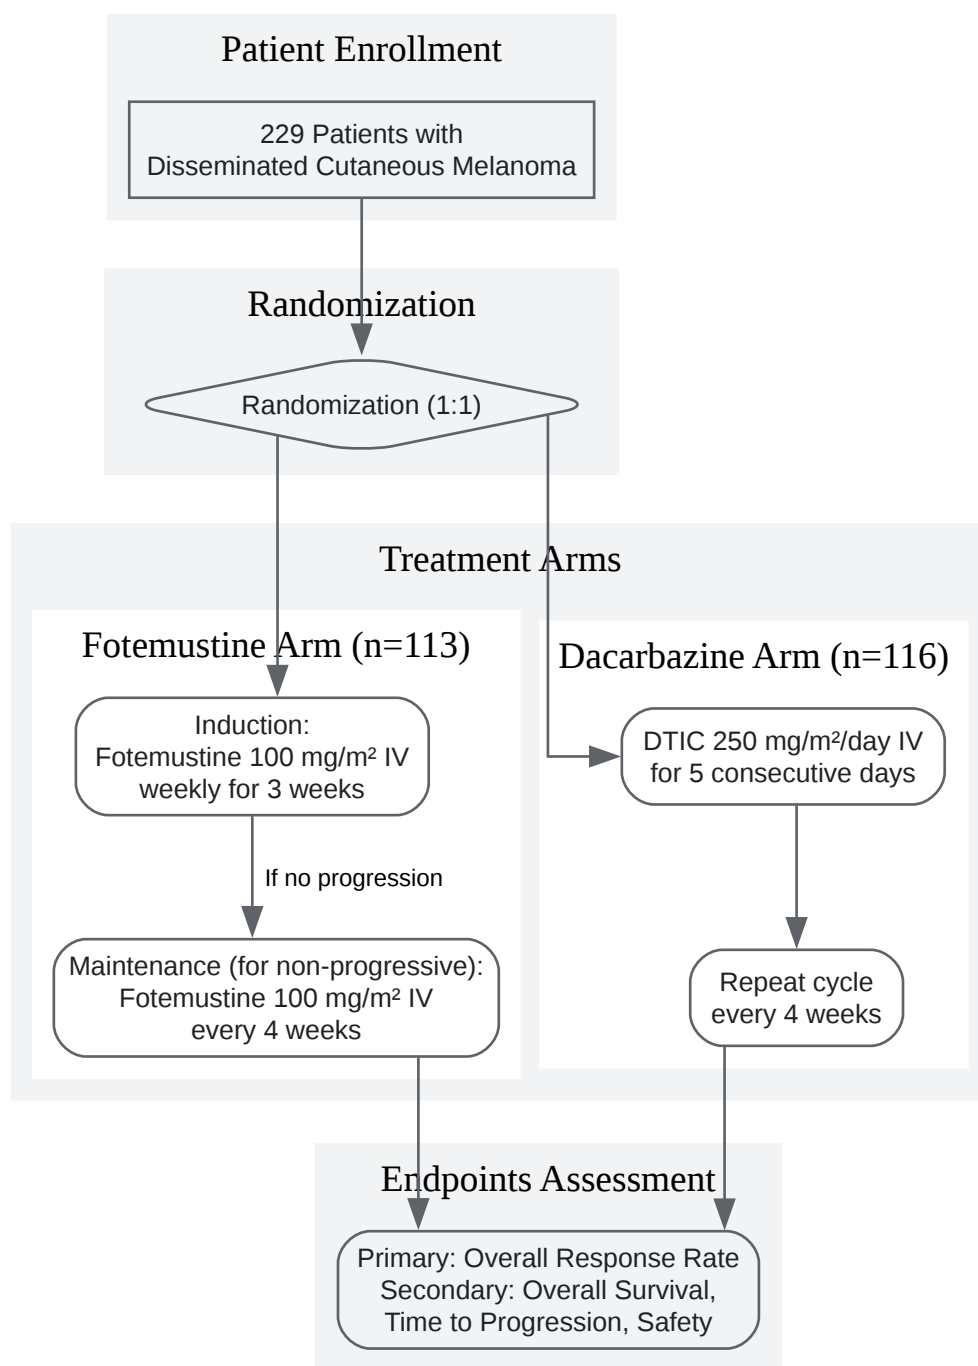 Patient Enrollment
229 Patients with
Disseminated Cutaneous Melanoma
Randomization
Randomization (1:1)
Treatment Arms
Fotemustine Arm (n=113)
Induction:
Fotemustine 100 mg/m² IV
weekly for 3 weeks
If no progression
Maintenance (for non-progressive):
Fotemustine 100 mg/m² IV
every 4 weeks
Dacarbazine Arm (n=116)
DTIC 250 mg/m²/day IV
for 5 consecutive days
Repeat cycle
every 4 weeks
Endpoints Assessment
Primary: Overall Response Rate
Secondary: Overall Survival,
Time to Progression, Safety